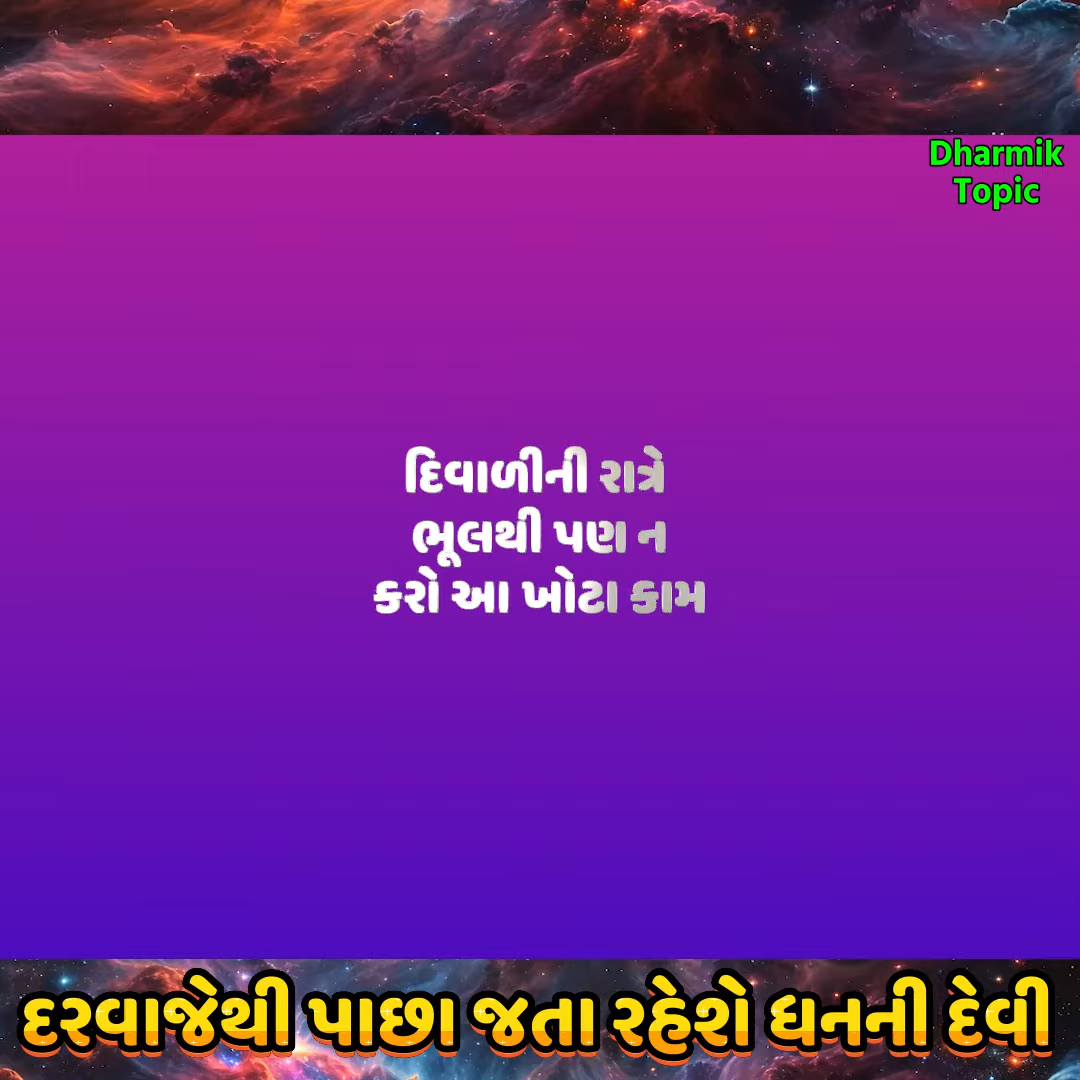 Dharmik
Topic
દિવાળીની રાત્રે
ભૂલથી પણ ન
કરો આ ખોટા કામ
દરવાજેથી પાછા જતા રહેશે ધનની દેવી